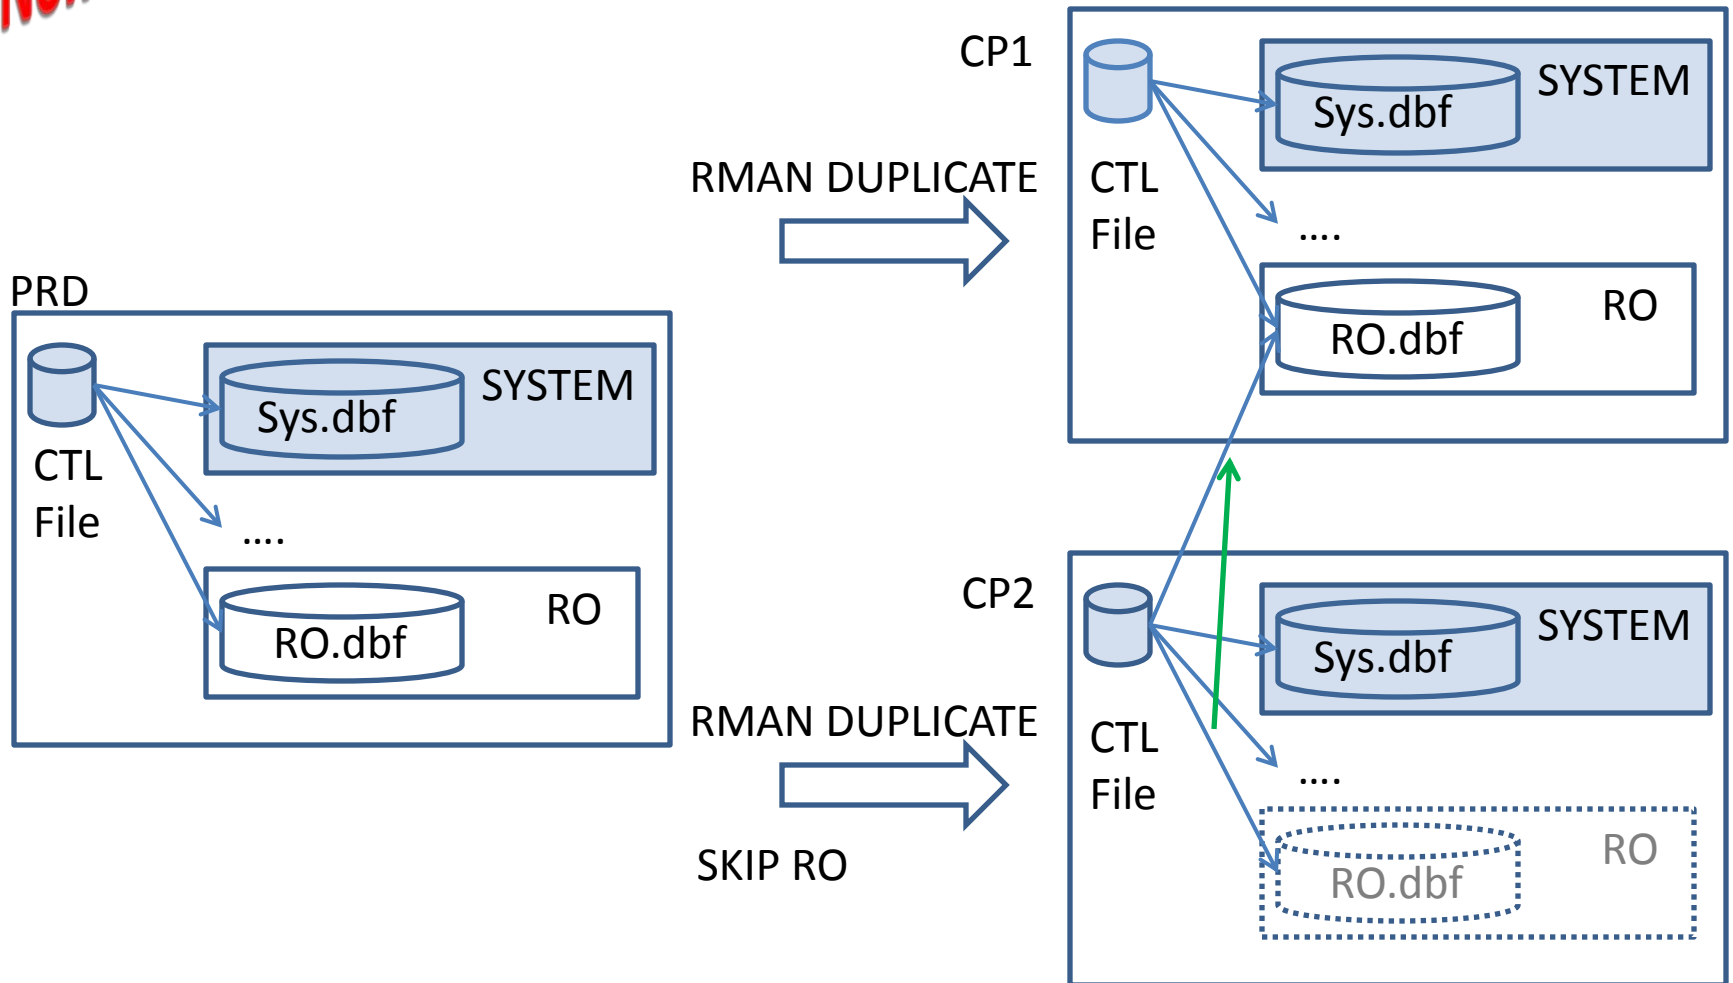 CP1
SYSTEM
Sys.dbf
RMAN DUPLICATE
CTL
File
....
RO
RO.dbf
PRD
SYSTEM
Sys.dbf
CTL
File
....
RO
RO.dbf
CP2
SYSTEM
Sys.dbf
RMAN DUPLICATE
CTL
File
....
SKIP RO
RO
RO.dbf